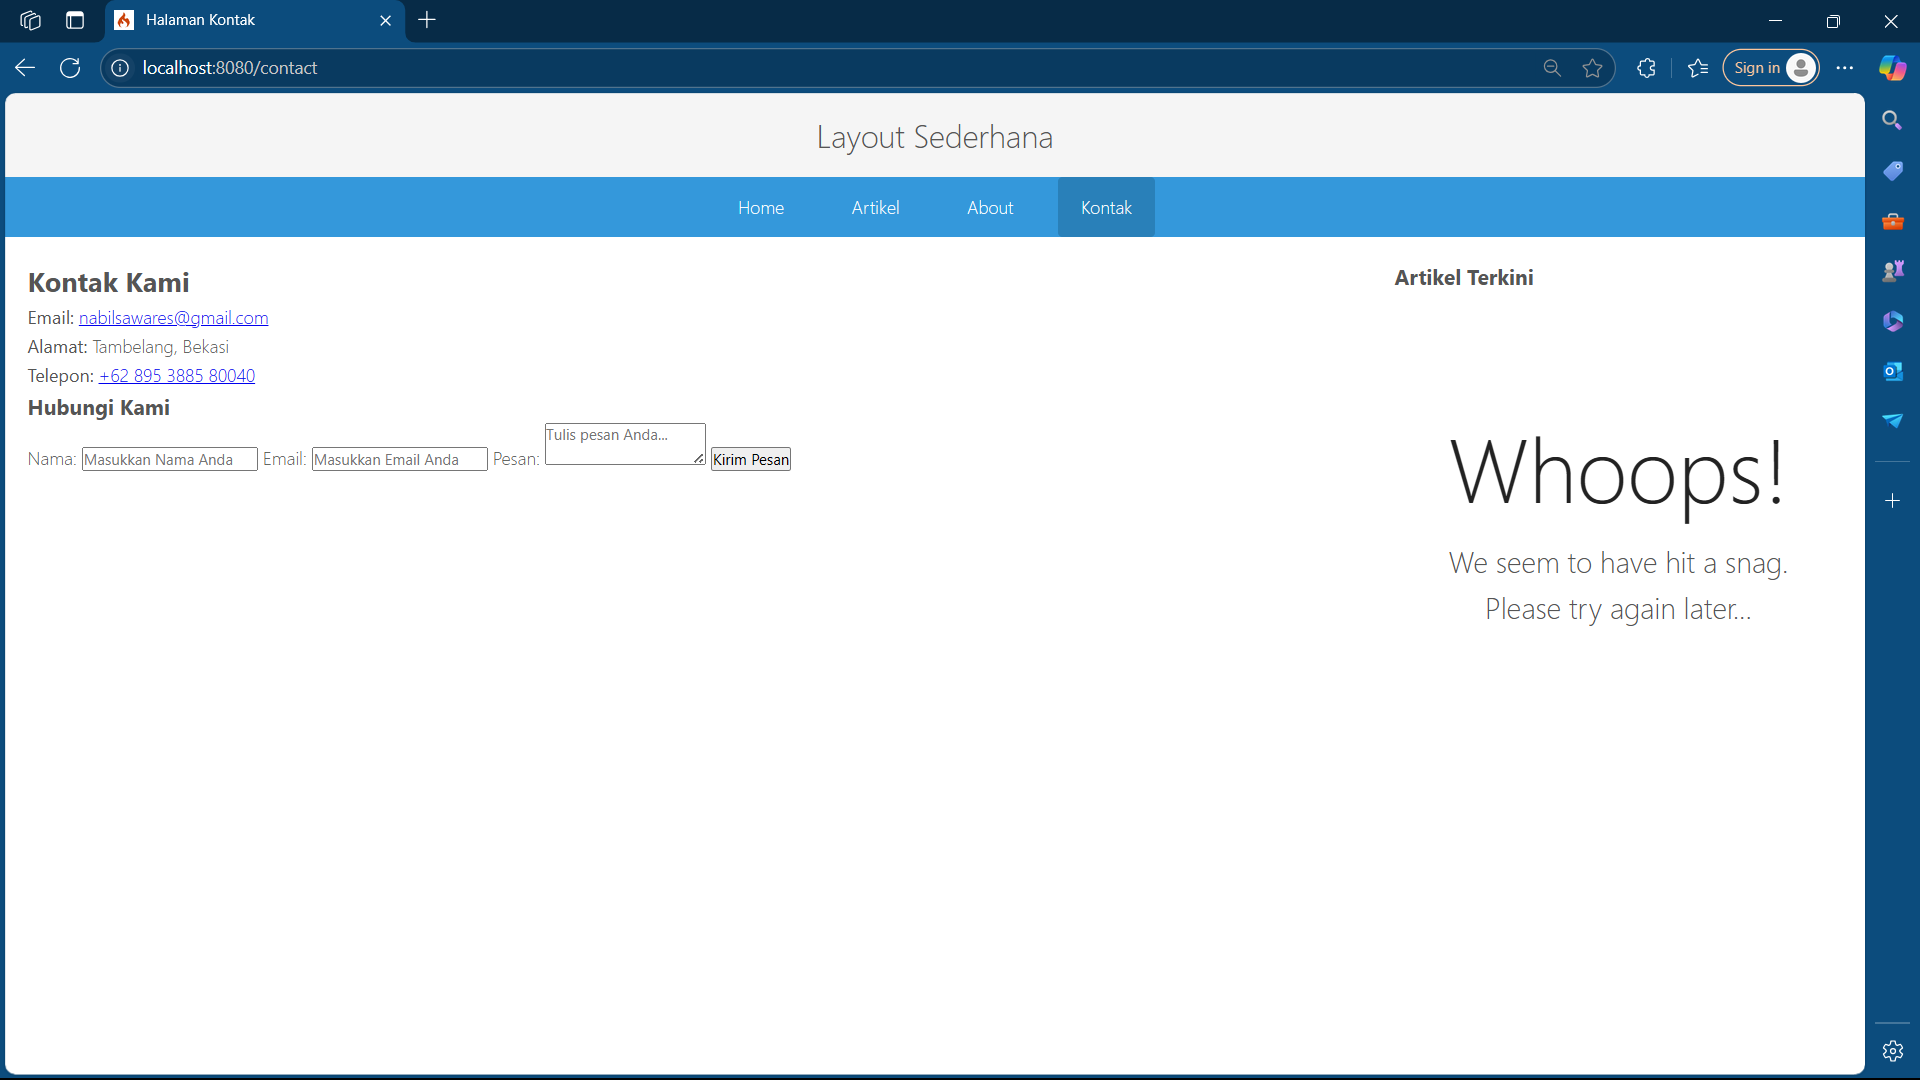 Halaman Kontak
localhost:8080/contact
Sign in
Layout Sederhana
Home Artikel About Kontak
Kontak Kami
Email: nabilsawares@gmail.com
Alamat: Tambelang, Bekasi
Telepon: +62 895 3885 80040
Hubungi Kami
Nama: Masukkan Nama Anda Email: Masukkan Email Anda Pesan: Tulis pesan Anda... Kirim Pesan
Artikel Terkini
Whoops!
We seem to have hit a snag.
Please try again later...